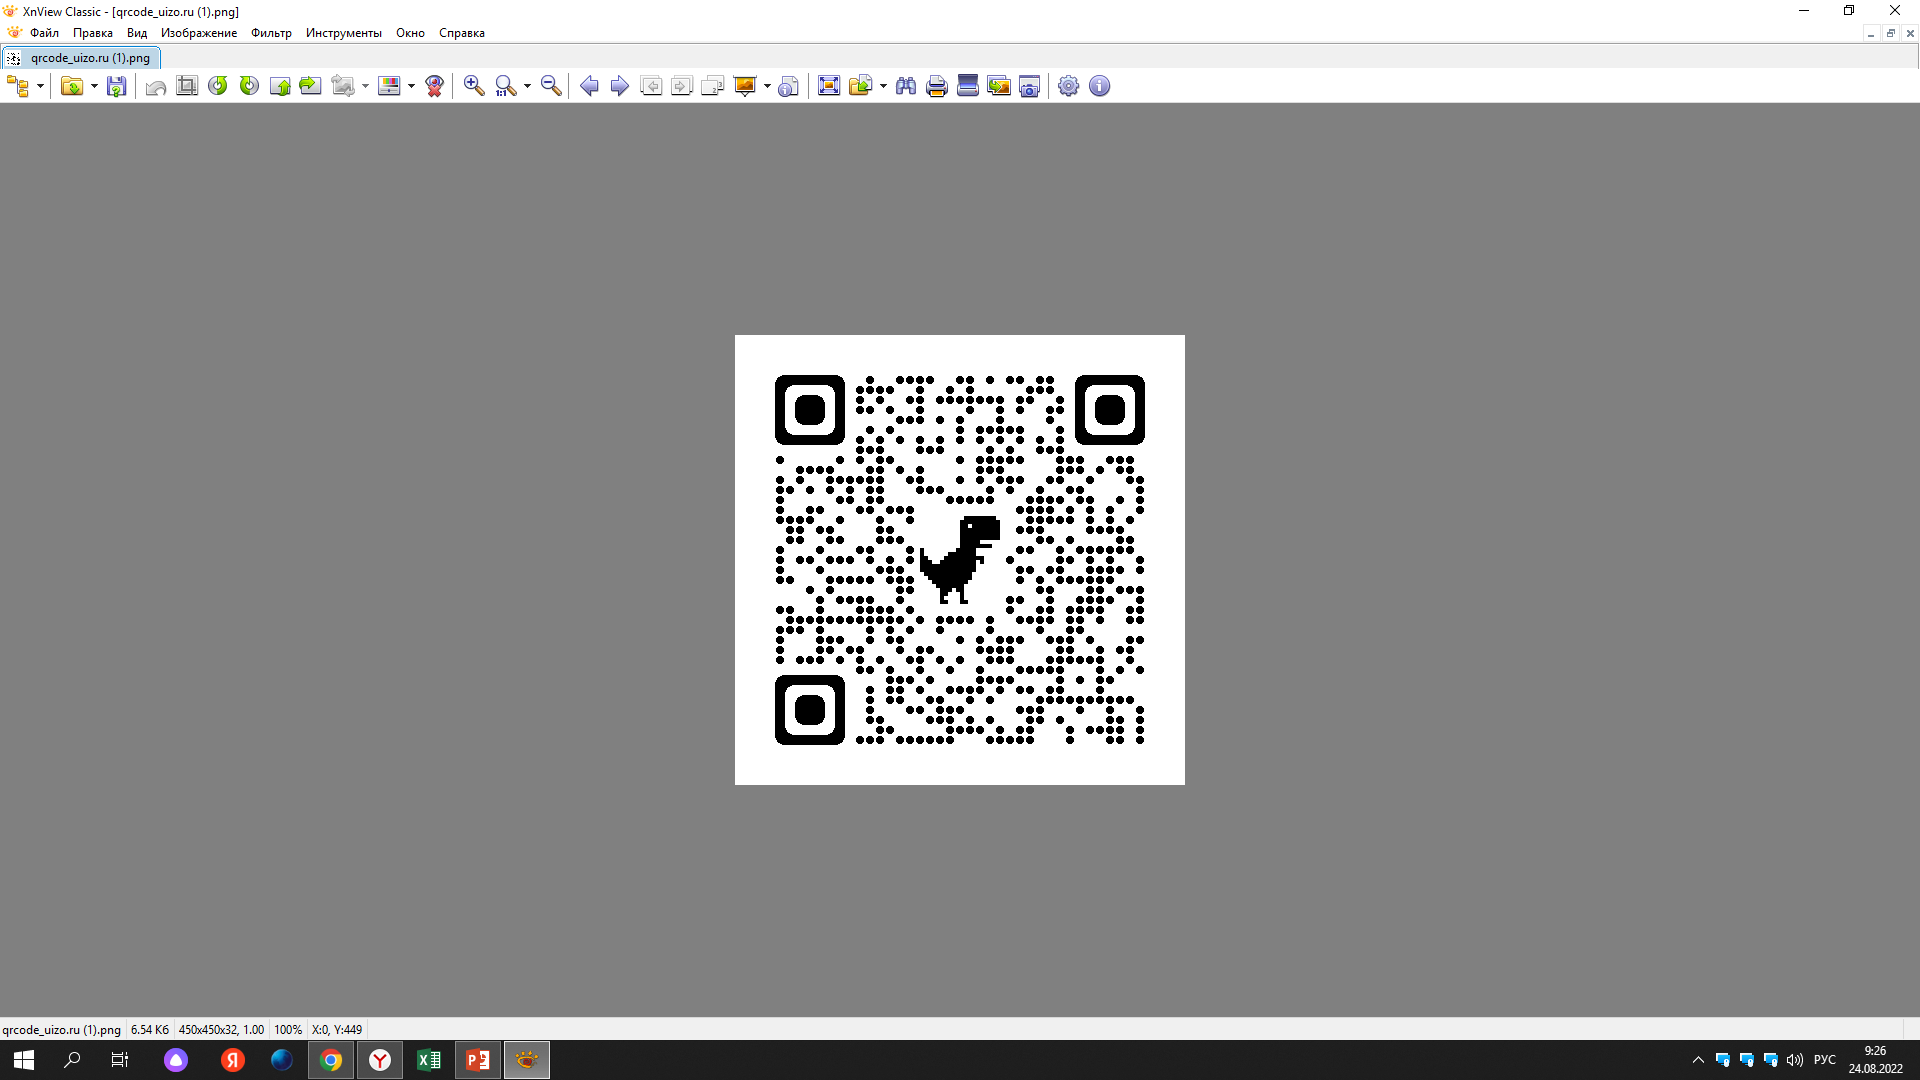 XnView Classic - [qrcode_uizo.ru (1).png]
Файл Правка Вид Изображение Фильтр Инструменты Окно Справка
qrcode_uizo.ru (1).png
qrcode_uizo.ru (1).png 6.54 Кб 450x450x32, 1.00 100% X:0, Y:449
РУС
9:26
24.08.2022